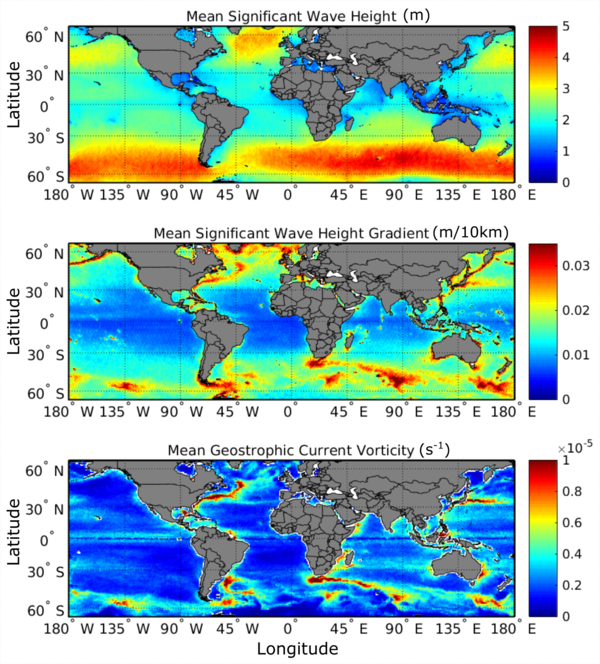 Mean Significant Wave Height (m)
Latitude
60° N
30° N
0°
30° S
60° S
180° W 135° W 90° W 45° W 0° 45° E 90° E 135° E 180° E
5
4
3
2
1
0
Mean Significant Wave Height Gradient (m/10km)
Latitude
60° N
30° N
0°
30° S
60° S
180° W 135° W 90° W 45° W 0° 45° E 90° E 135° E 180° E
0.03
0.02
0.01
0
Mean Geostrophic Current Vorticity (s⁻¹)
Latitude
60° N
30° N
0°
30° S
60° S
180° W 135° W 90° W 45° W 0° 45° E 90° E 135° E 180° E
Longitude
×10⁻⁵
1
0.8
0.6
0.4
0.2
0